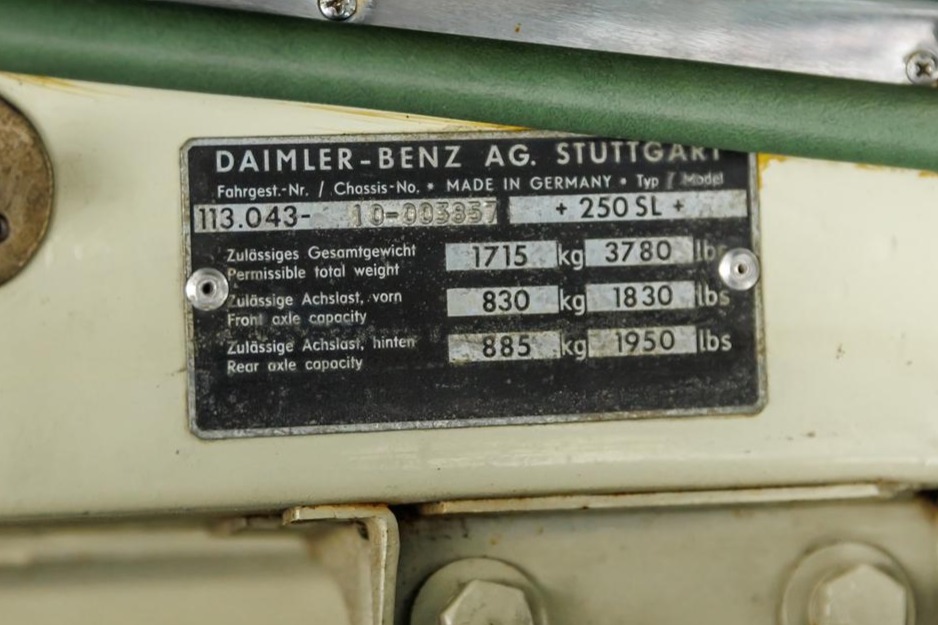 DAIMLER-BENZ AG. STUTTGART
Fahrgest.-Nr. / Chassis-No. • MADE IN GERMANY • Typ / Model
113.043- 10-003357 + 250 SL +
Zulässiges Gesamtgewicht
Permissible total weight
1715 kg 3780 lbs
Zulässige Achslast, vorn
Front axle capacity
830 kg 1830 lbs
Zulässige Achslast, hinten
Rear axle capacity
885 kg 1950 lbs